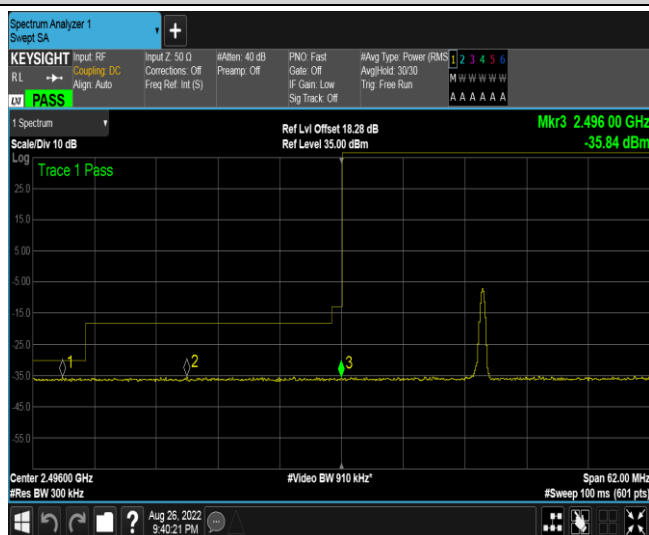 Spectrum Analyzer 1
Swept SA
+
KEYSIGHT
RL
LXI PASS
Input: RF
Coupling: DC
Align: Auto
Input Z: 50 Ω
Corrections: Off
Freq Ref: Int (S)
#Atten: 40 dB
Preamp: Off
PNO: Fast
Gate: Off
IF Gain: Low
Sig Track: Off
#Avg Type: Power (RMS
Avg|Hold: 30/30
Trig: Free Run
1 2 3 4 5 6
M W W W W W
A A A A A A
1 Spectrum
Scale/Div 10 dB
Ref Lvl Offset 18.28 dB
Ref Level 35.00 dBm
Mkr3 2.496 00 GHz
-35.84 dBm
Log
Trace 1 Pass
25.0
15.0
5.00
-5.00
-15.0
-25.0
-35.0
-45.0
-55.0
1
2
3
Center 2.49600 GHz
#Res BW 300 kHz
#Video BW 910 kHz*
Span 62.00 MHz
#Sweep 100 ms (601 pts)
?
Aug 26, 2022
9:40:21 PM